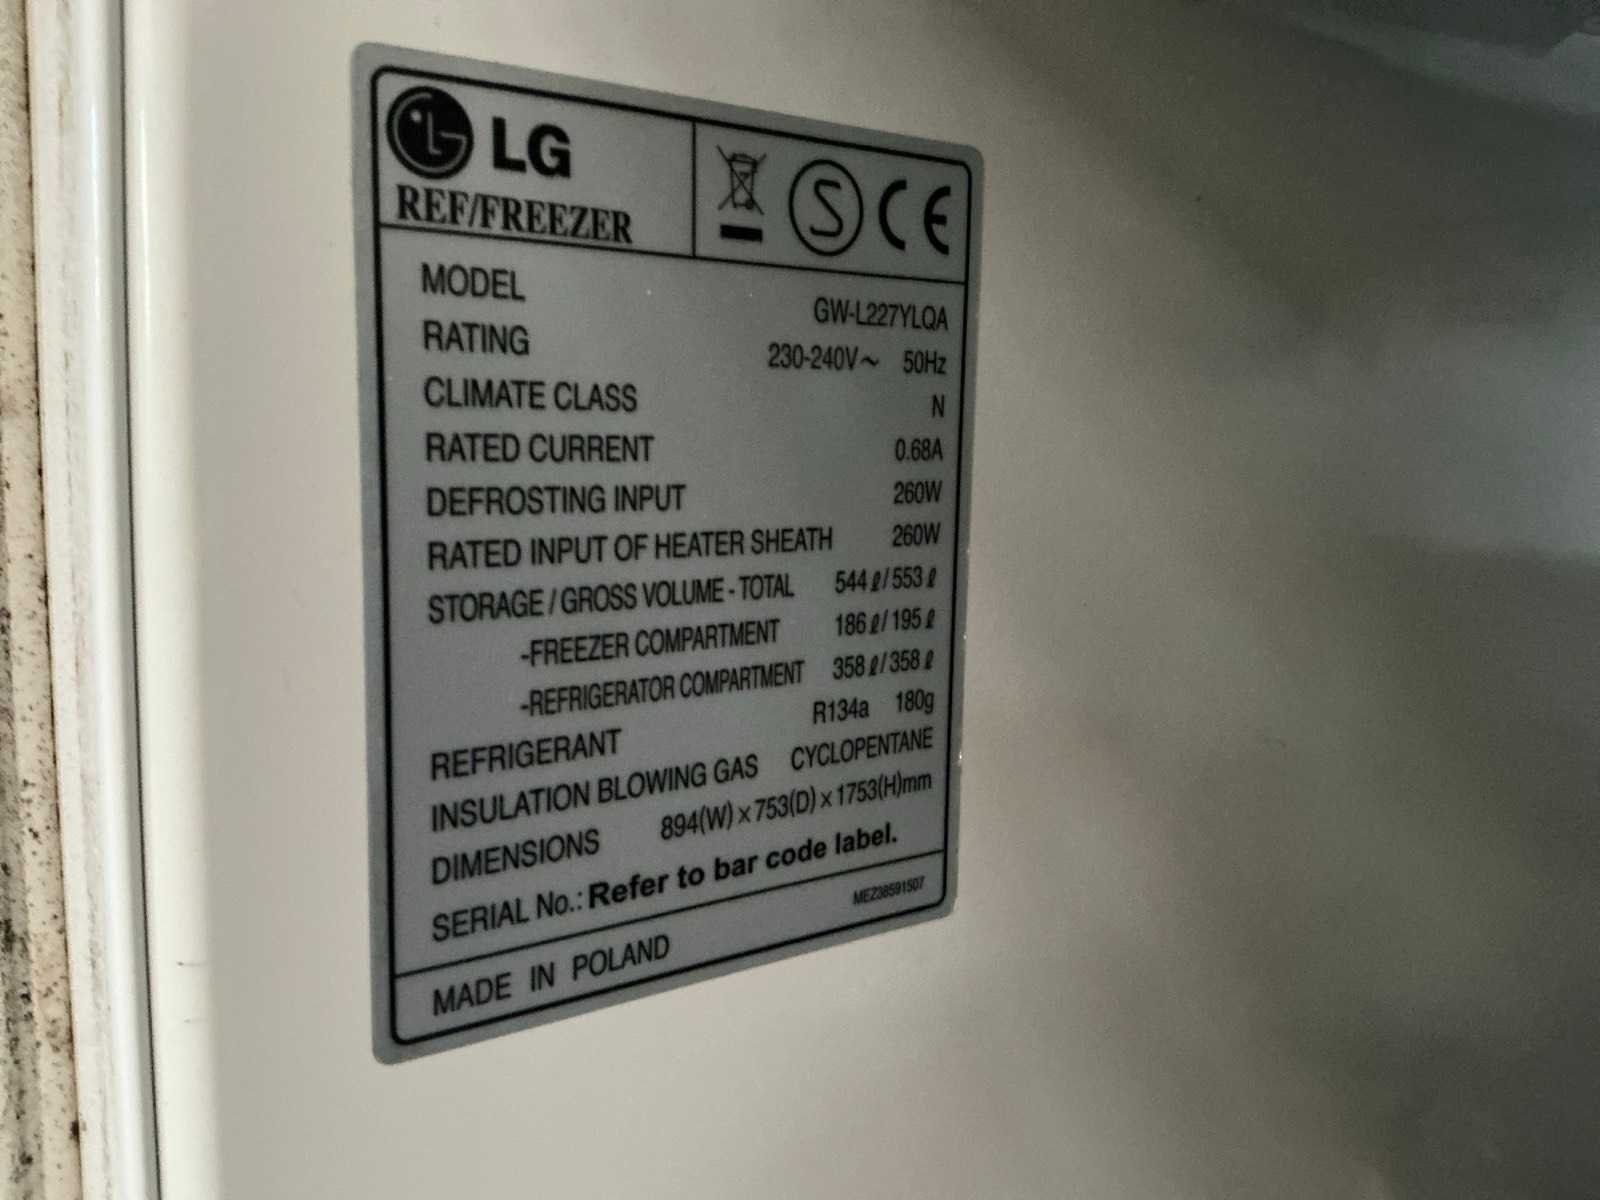 LG
REF/FREEZER
MODEL GW-L227YLQA
RATING 230-240V~ 50Hz
CLIMATE CLASS N
RATED CURRENT 0.68A
DEFROSTING INPUT 260W
RATED INPUT OF HEATER SHEATH 260W
STORAGE / GROSS VOLUME - TOTAL 544ℓ/553ℓ
-FREEZER COMPARTMENT 186ℓ/195ℓ
-REFRIGERATOR COMPARTMENT 358ℓ/358ℓ
REFRIGERANT R134a 180g
INSULATION BLOWING GAS CYCLOPENTANE
DIMENSIONS 894(W) x 753(D) x 1753(H)mm
SERIAL No.: Refer to bar code label.
MEZ38591507
MADE IN POLAND